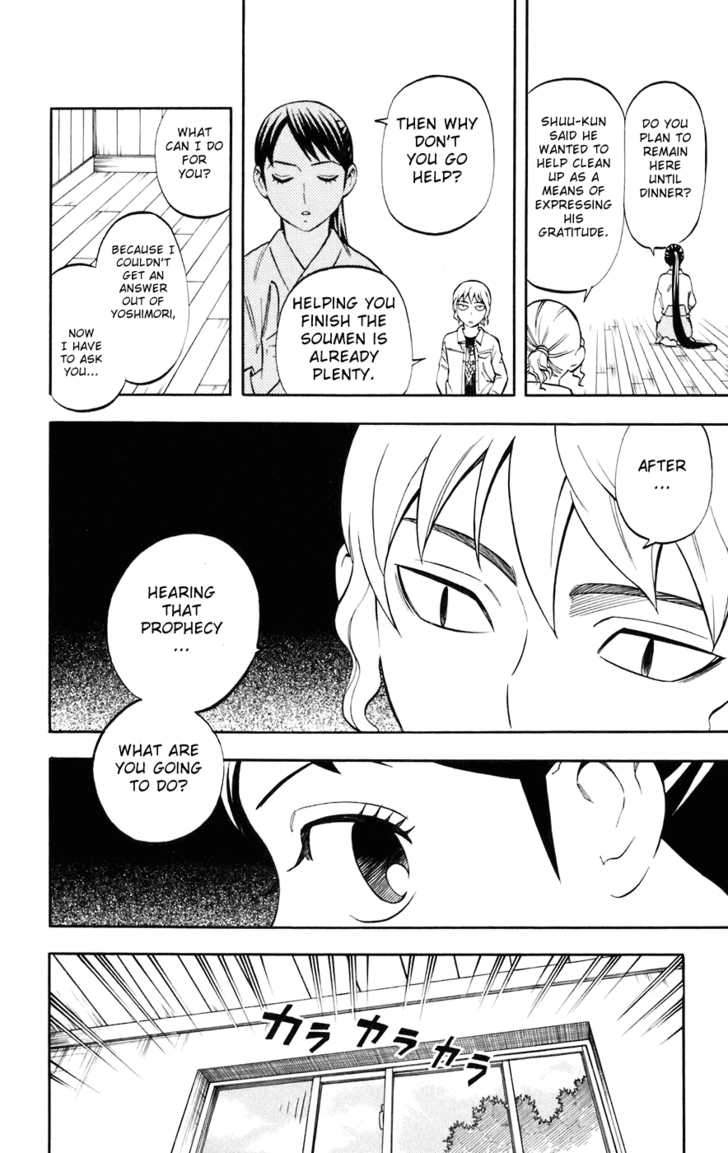 DO YOU
PLAN TO
REMAIN
HERE
UNTIL
DINNER?
SHUU-KUN
SAID HE
WANTED TO
HELP CLEAN
UP AS A
MEANS OF
EXPRESSING
HIS
GRATITUDE.
THEN WHY
DON'T
YOU GO
HELP?
HELPING YOU
FINISH THE
SOUMEN IS
ALREADY
PLENTY.
WHAT
CAN I DO
FOR
YOU?
BECAUSE I
COULDN'T
GET AN
ANSWER
OUT OF
YOSHIMORI,
NOW
I HAVE
TO ASK
YOU...
AFTER
...
HEARING
THAT
PROPHECY
...
WHAT ARE
YOU GOING
TO DO?
カラ カラ カラ